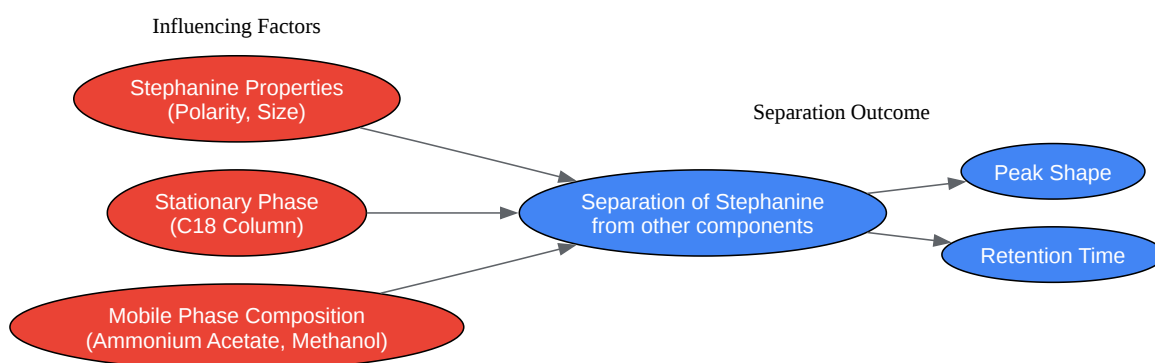 Influencing Factors
Stephanine Properties
(Polarity, Size)
Stationary Phase
(C18 Column)
Mobile Phase Composition
(Ammonium Acetate, Methanol)
Separation Outcome
Separation of Stephanine
from other components
Peak Shape
Retention Time